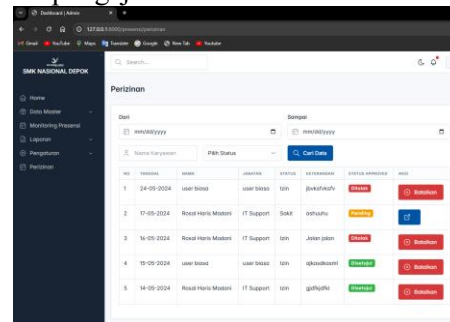 Dashboard | Admin
127.0.0.1:8000/presensi/perizinan
Gmail YouTube Maps Translate Google New Tab Youtube
SMK NASIONAL DEPOK
Search...
Home
Data Master
Monitoring Presensi
Laporan
Pengaturan
Perizinan
Perizinan
Dari Sampai
mm/dd/yyyy mm/dd/yyyy
Nama Karyawan Pilih Status Cari Data
NO TANGGAL NAMA JABATAN STATUS KETERANGAN STATUS APPROVED AKSI
1 24-05-2024 user biasa user biasa Izin Ditolak Batalkan
2 17-05-2024 Rosal Haris Madani IT Support Sakit Pending
3 16-05-2024 Rosal Haris Madani IT Support Izin Jalan jalan Ditolak Batalkan
4 15-05-2024 user biasa user biasa Izin Disetujui Batalkan
5 14-05-2024 Rosal Haris Madani IT Support Izin Disetujui Batalkan